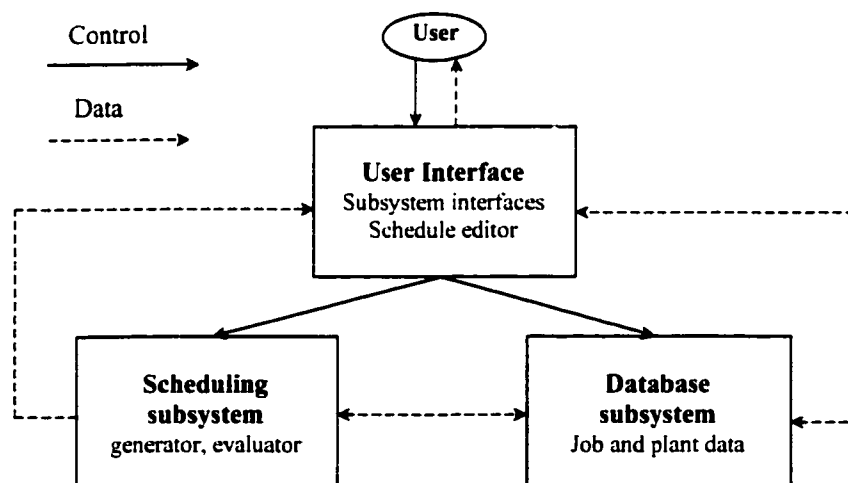 Control
User
Data
User Interface
Subsystem interfaces
Schedule editor
Scheduling
subsystem
generator, evaluator
Database
subsystem
Job and plant data